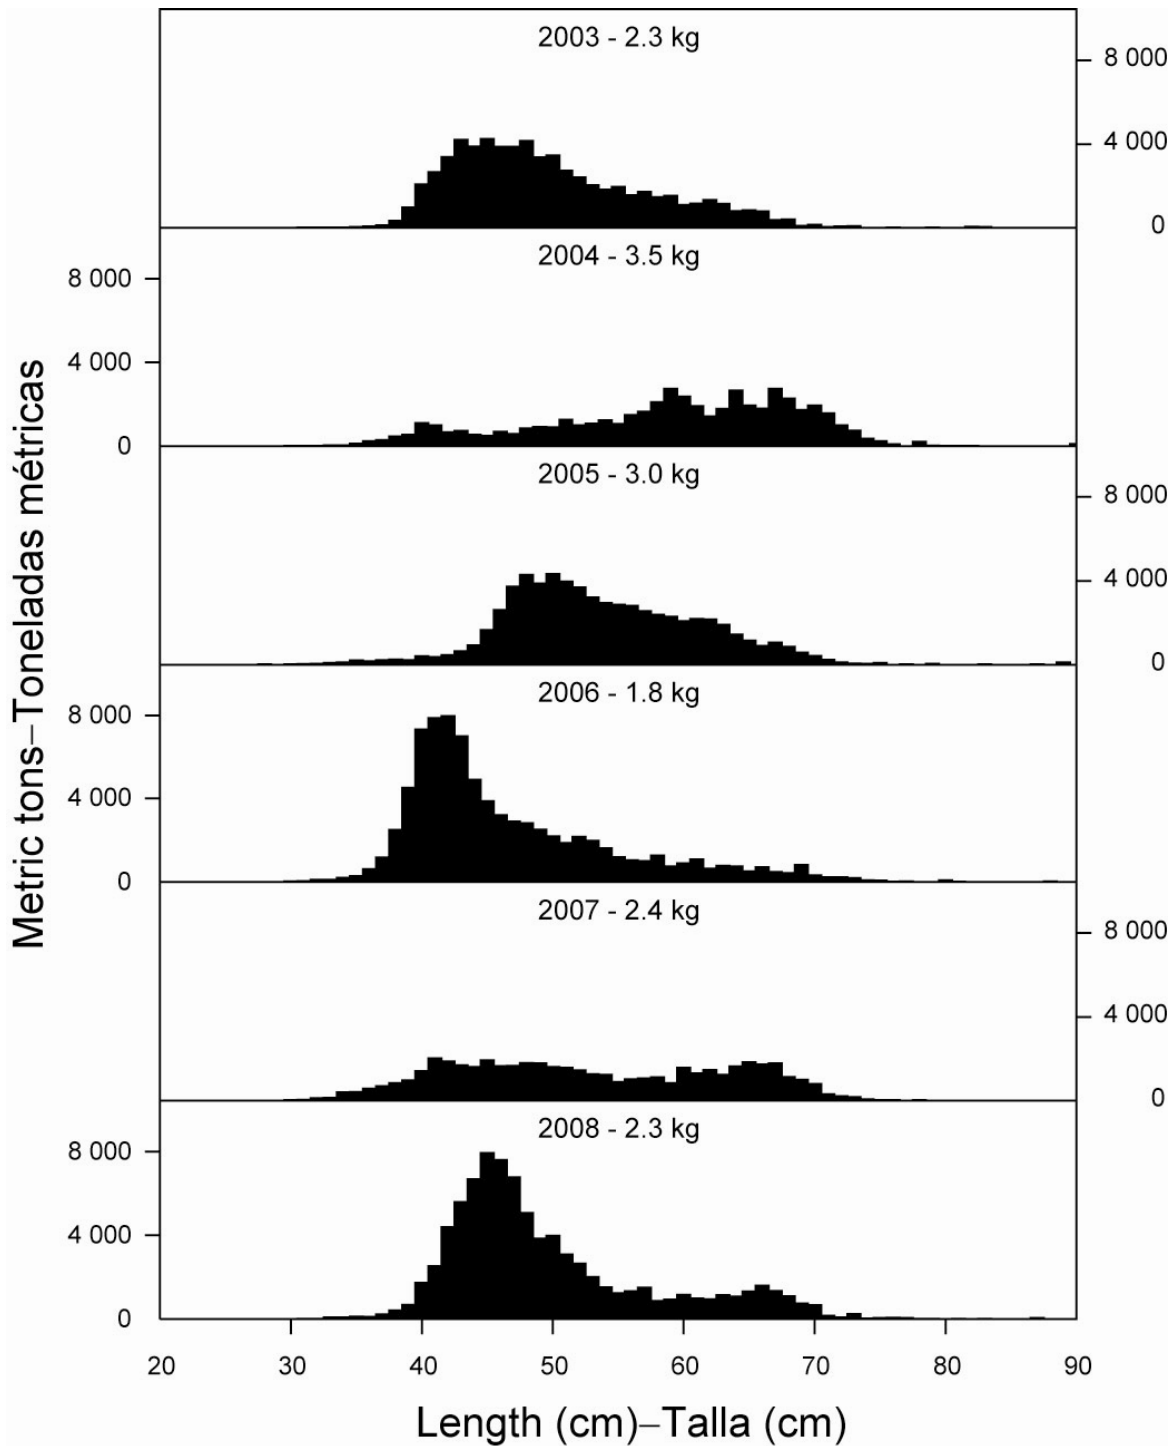 2003 - 2.3 kg
8 000
4 000
0
2004 - 3.5 kg
8 000
4 000
0
2005 - 3.0 kg
8 000
4 000
0
2006 - 1.8 kg
8 000
4 000
0
2007 - 2.4 kg
8 000
4 000
0
2008 - 2.3 kg
8 000
4 000
0
Metric tons–Toneladas métricas
20 30 40 50 60 70 80 90
Length (cm)–Talla (cm)